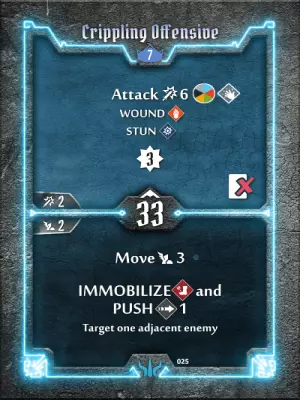 Crippling Offensive
7
Attack 6
WOUND
STUN
3
2
33
2
Move 3
IMMOBILIZE and
PUSH 1
Target one adjacent enemy
025